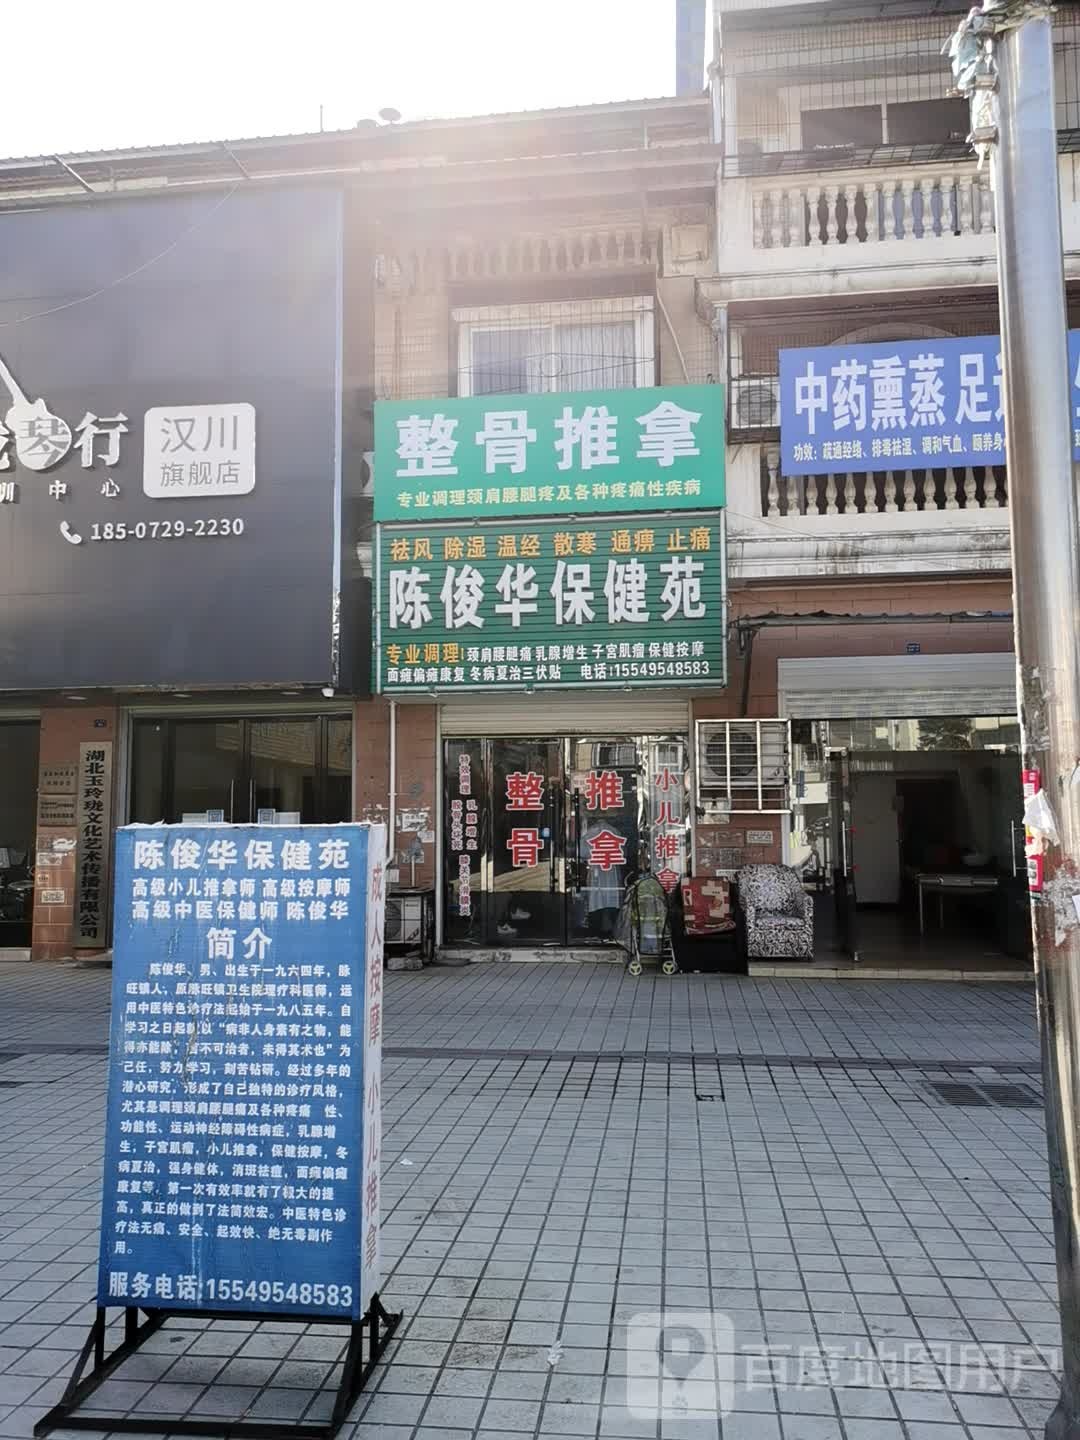 琴行
汉川
旗舰店
训中心
185-0729-2230
整骨推拿
专业调理颈肩腰腿疼及各种疼痛性疾病
祛风 除湿 温经 散寒 通痹 止痛
陈俊华保健苑
专业调理:颈肩腰腿痛 乳腺增生 子宫肌瘤 保健按摩
面瘫偏瘫康复 冬病夏治三伏贴 电话:15549548583
中药熏蒸 足
功效：疏通经络、排毒祛湿、调和气血、颐养身
湖北玉玲珑文化艺术传播有限公司
整骨
推拿
小儿推拿
乳腺增生
陈俊华保健苑
高级小儿推拿师 高级按摩师
高级中医保健师 陈俊华
简介
陈俊华、男、出生于一九六四年，脉
旺镇人，原脉旺镇卫生院理疗科医师，运
用中医特色诊疗法起始于一九八五年。自
学习之日起就以“病非人身素有之物，能
得亦能除，言不可治者，未得其术也”为
己任，努力学习，刻苦钻研。经过多年的
潜心研究，形成了自己独特的诊疗风格，
尤其是调理颈肩腰腿痛及各种疼痛 性、
功能性、运动神经障碍性病症，乳腺增
生，子宫肌瘤，小儿推拿，保健按摩，冬
病夏治，强身健体，消斑祛痘，面瘫偏瘫
康复等，第一次有效率就有了极大的提
高，真正的做到了法简效宏。中医特色诊
疗法无痛、安全、起效快、绝无毒副作
用。
服务电话:15549548583
成人按摩 小儿推拿
百度地图用户